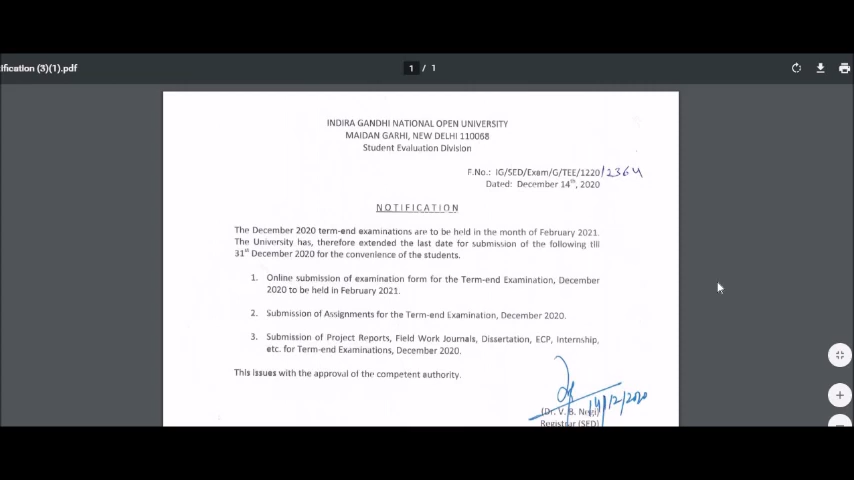 ification (3)(1).pdf
1 / 1
INDIRA GANDHI NATIONAL OPEN UNIVERSITY
MAIDAN GARHI, NEW DELHI 110068
Student Evaluation Division
F.No.: IG/SED/Exam/G/TEE/1220/2364
Dated: December 14th, 2020
NOTIFICATION
The December 2020 term-end examinations are to be held in the month of February 2021.
The University has, therefore extended the last date for submission of the following till
31st December 2020 for the convenience of the students.
1. Online submission of examination form for the Term-end Examination, December
2020 to be held in February 2021.
2. Submission of Assignments for the Term-end Examination, December 2020.
3. Submission of Project Reports, Field Work Journals, Dissertation, ECP, Internship,
etc. for Term-end Examinations, December 2020.
This issues with the approval of the competent authority.
14/12/2020
(Dr. V. B. Negi)
Registrar (SED)